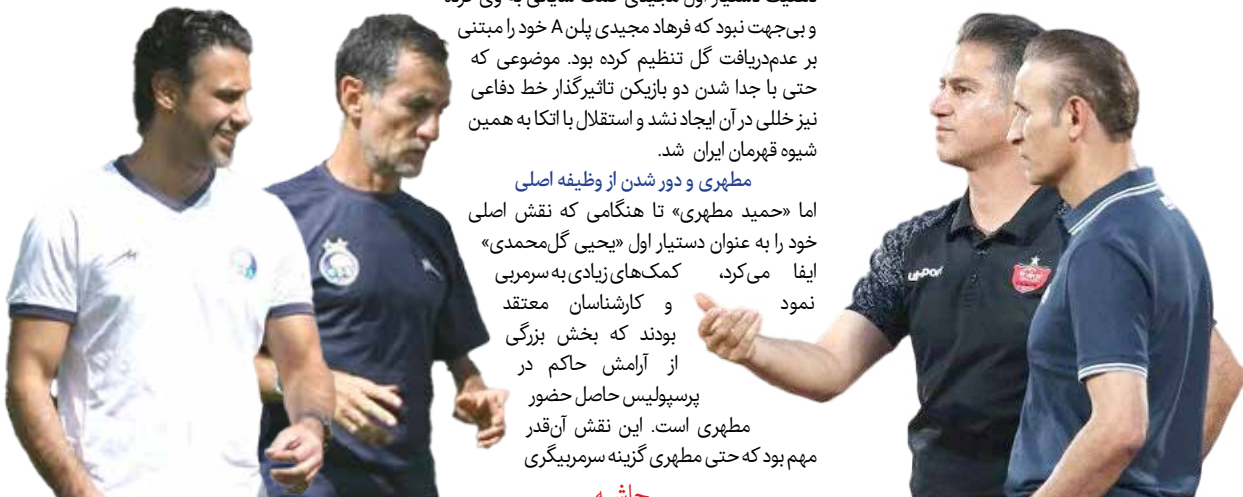 و بی‌جهت نبود که فرهاد مجیدی پلن A خود را مبتنی
بر عدم‌دریافت گل تنظیم کرده بود. موضوعی که
حتی با جدا شدن دو بازیکن تاثیرگذار خط دفاعی
نیز خللی در آن ایجاد نشد و استقلال با اتکا به همین
شیوه قهرمان ایران شد.
مطهری و دور شدن از وظیفه اصلی
اما «حمید مطهری» تا هنگامی که نقش اصلی
خود را به عنوان دستیار اول «یحیی گل‌محمدی»
ایفا می‌کرد، کمک‌های زیادی به سرمربی
نمود و کارشناسان معتقد
بودند که بخش بزرگی
از آرامش حاکم در
پرسپولیس حاصل حضور
مطهری است. این نقش آن‌قدر
مهم بود که حتی مطهری گزینه سرمربیگری
uhlsport